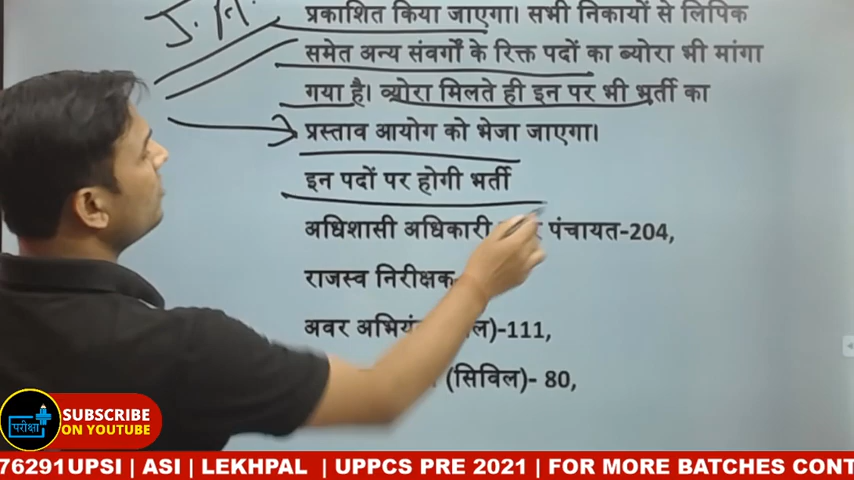 J.A.
प्रकाशित किया जाएगा। सभी निकायों से लिपिक
समेत अन्य संवर्गों के रिक्त पदों का ब्योरा भी मांगा
गया है। ब्योरा मिलते ही इन पर भी भर्ती का
प्रस्ताव आयोग को भेजा जाएगा।
इन पदों पर होगी भर्ती
अधिशासी अधिकारी पंचायत-204,
राजस्व निरीक्षक-
अवर -111,
(सिविल)- 80,
परीक्षा
SUBSCRIBE
ON YOUTUBE
76291UPSI | ASI | LEKHPAL | UPPCS PRE 2021 | FOR MORE BATCHES CONT